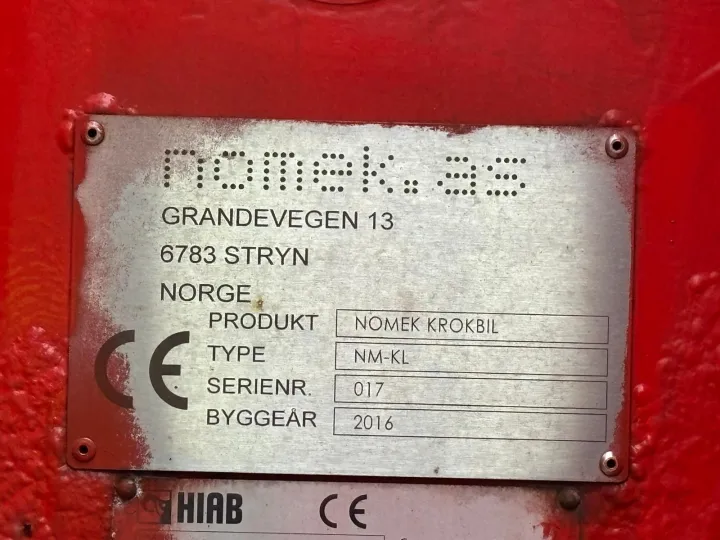 nomek.as
GRANDEVEGEN 13
6783 STRYN
NORGE
PRODUKT NOMEK KROKBIL
TYPE NM-KL
SERIENR. 017
BYGGEÅR 2016
CE
HIAB CE